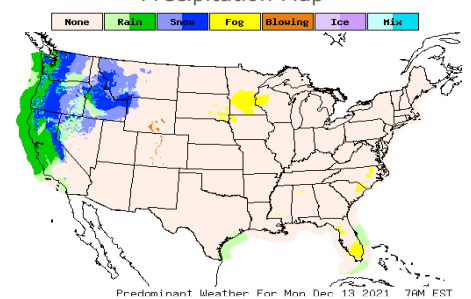 Precipitation Map
None Rain Snow Fog Blowing Ice Mix
Predominant Weather For Mon Dec 13 2021 7AM EST